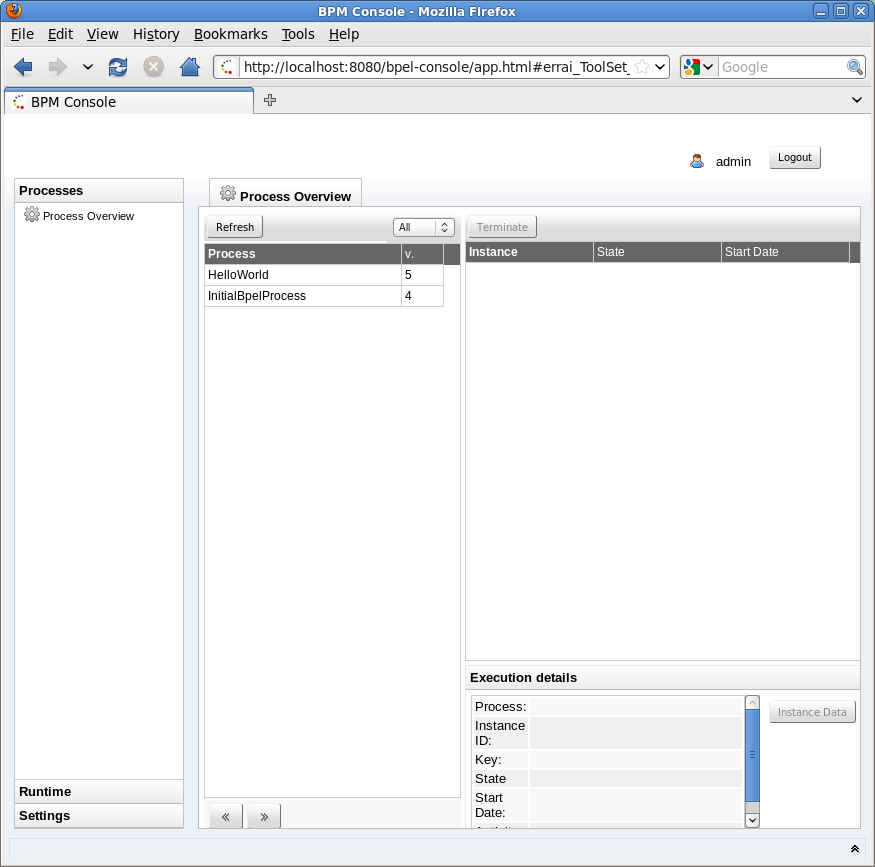 BPM Console - Mozilla Firefox
File Edit View History Bookmarks Tools Help
http://localhost:8080/bpel-console/app.html#errai_ToolSet_
Google
BPM Console
admin
Logout
Processes
Process Overview
Process Overview
Refresh
All
Terminate
Process v.
HelloWorld 5
InitialBpelProcess 4
Instance State Start Date
Execution details
Process:
Instance
ID:
Key:
State
Start
Date:
Instance Data
Runtime
Settings
« »